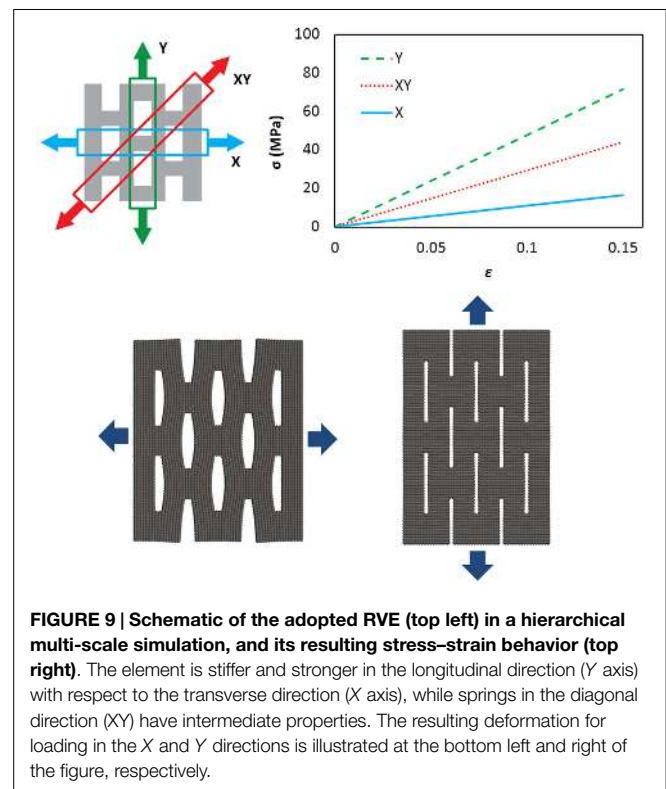 Y
XY
X
σ (MPa)
100
80
60
40
20
0
Y
XY
X
0
0.05
0.1
0.15
ε
FIGURE 9 | Schematic of the adopted RVE (top left) in a hierarchical
multi-scale simulation, and its resulting stress–strain behavior (top
right). The element is stiffer and stronger in the longitudinal direction (Y axis)
with respect to the transverse direction (X axis), while springs in the diagonal
direction (XY) have intermediate properties. The resulting deformation for
loading in the X and Y directions is illustrated at the bottom left and right of
the figure, respectively.